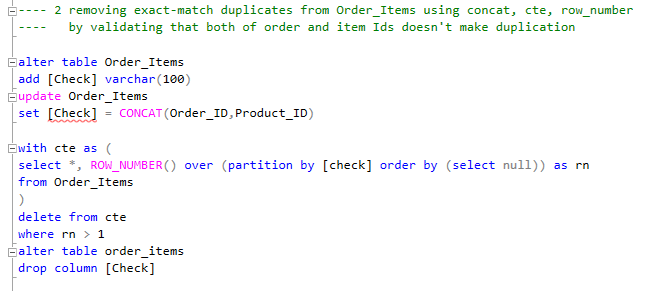 ---- 2 removing exact-match duplicates from Order_Items using concat, cte, row_number
---- by validating that both of order and item Ids doesn't make duplication
alter table Order_Items
add [Check] varchar(100)
update Order_Items
set [Check] = CONCAT(Order_ID,Product_ID)
with cte as (
select *, ROW_NUMBER() over (partition by [check] order by (select null)) as rn
from Order_Items
)
delete from cte
where rn > 1
alter table order_items
drop column [Check]